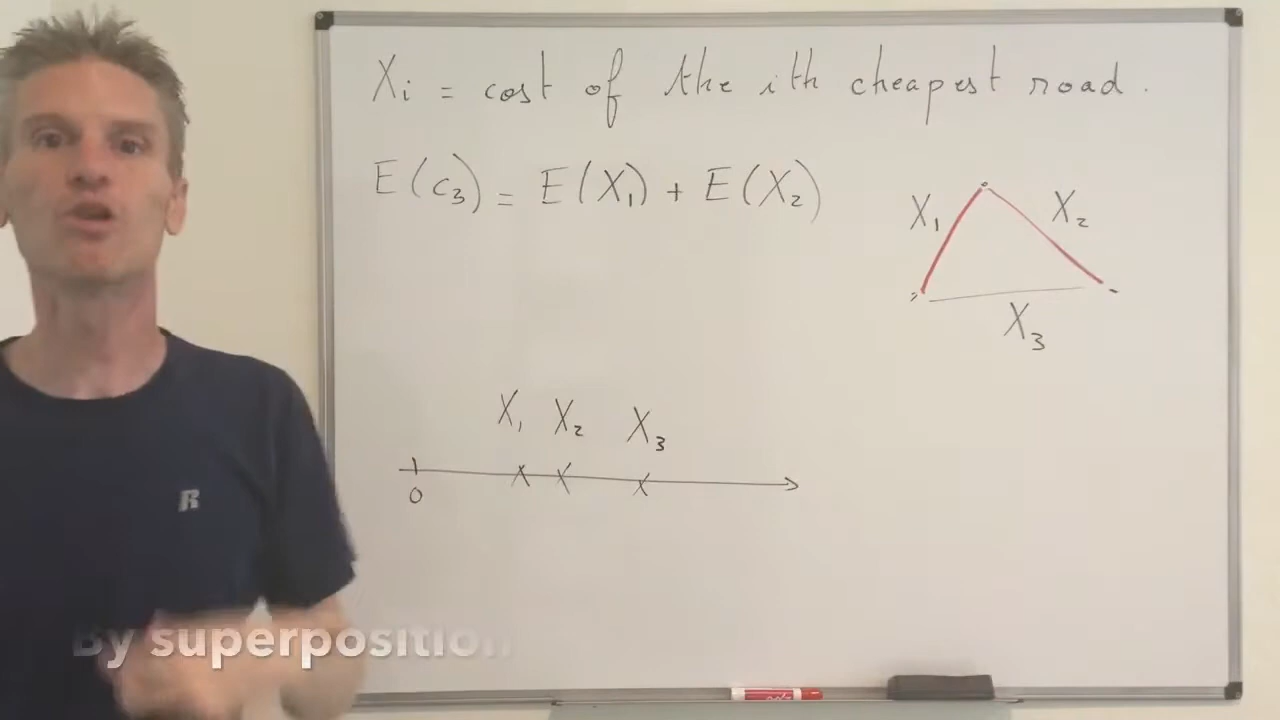 Xi = cost of the ith cheapest road.
E(C3) = E(X1) + E(X2)
X1 X2
X3
X1 X2 X3
0
R
By superposition